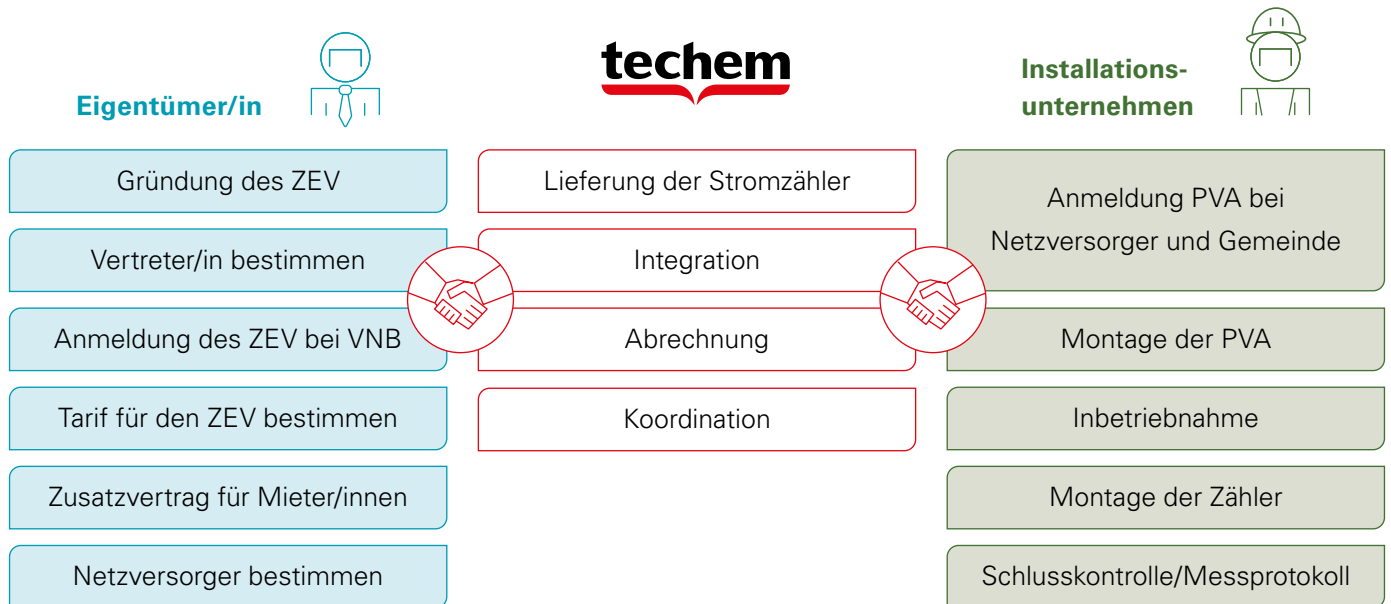 Eigentümer/in
Gründung des ZEV
Vertreter/in bestimmen
Anmeldung des ZEV bei VNB
Tarif für den ZEV bestimmen
Zusatzvertrag für Mieter/innen
Netzversorger bestimmen
techem
Lieferung der Stromzähler
Integration
Abrechnung
Koordination
Installations-
unternehmen
Anmeldung PVA bei
Netzversorger und Gemeinde
Montage der PVA
Inbetriebnahme
Montage der Zähler
Schlusskontrolle/Messprotokoll